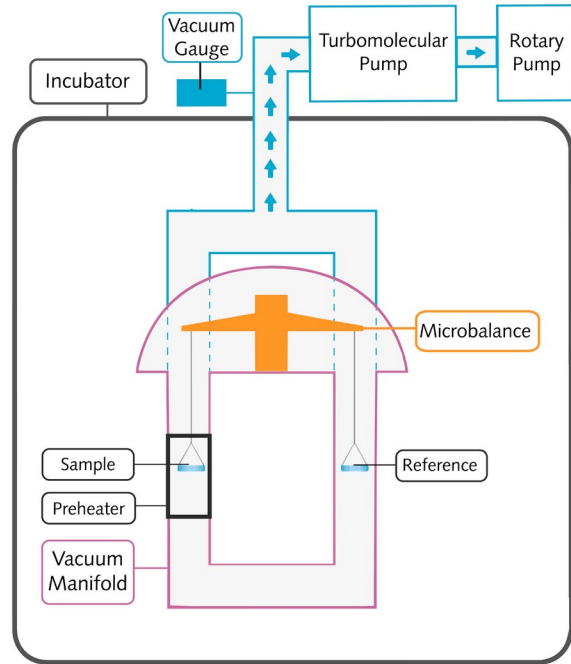 Vacuum
Gauge
Turbomolecular
Pump
Rotary
Pump
Incubator
Microbalance
Sample
Reference
Preheater
Vacuum
Manifold